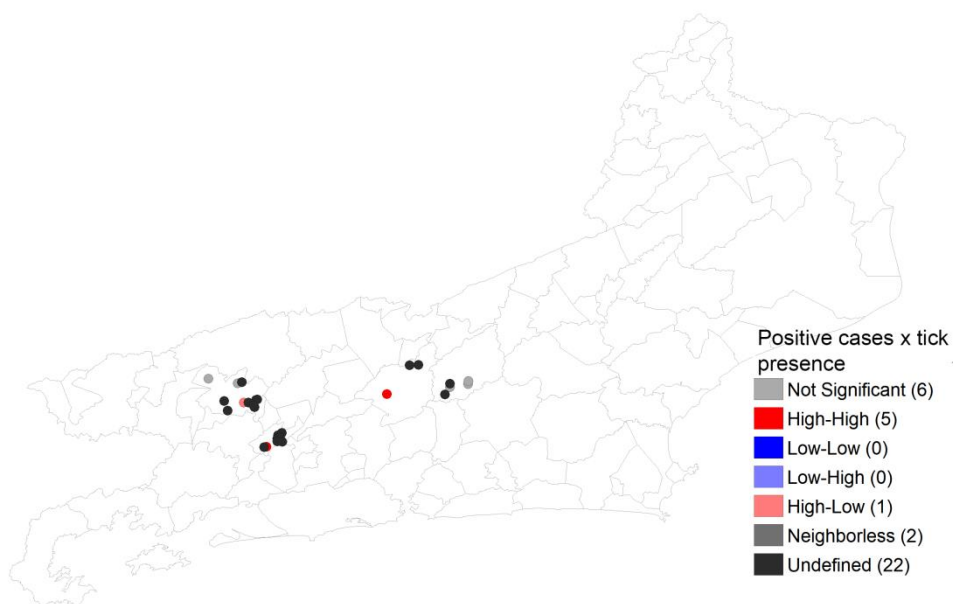 Positive cases x tick
presence
Not Significant (6)
High-High (5)
Low-Low (0)
Low-High (0)
High-Low (1)
Neighborless (2)
Undefined (22)